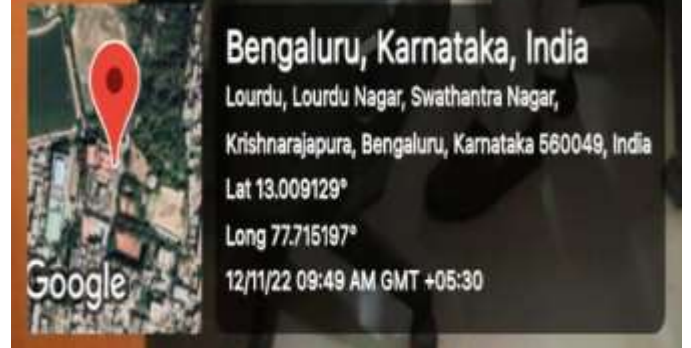 Bengaluru, Karnataka, India
Lourdu, Lourdu Nagar, Swathantra Nagar,
Krishnarajapura, Bengaluru, Karnataka 560049, India
Lat 13.009129°
Long 77.715197°
12/11/22 09:49 AM GMT +05:30
Google